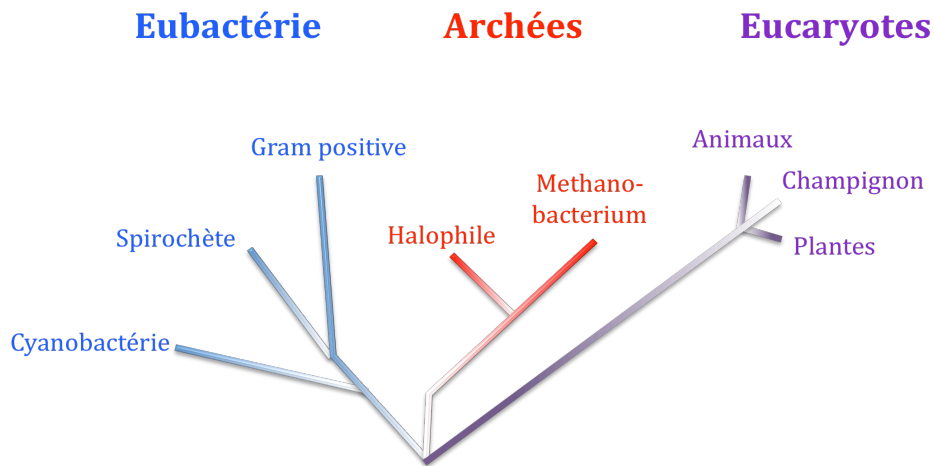 Eubactérie
Archées
Eucaryotes
Animaux
Gram positive
Champignon
Methano-
bacterium
Spirochète
Halophile
Plantes
Cyanobactérie